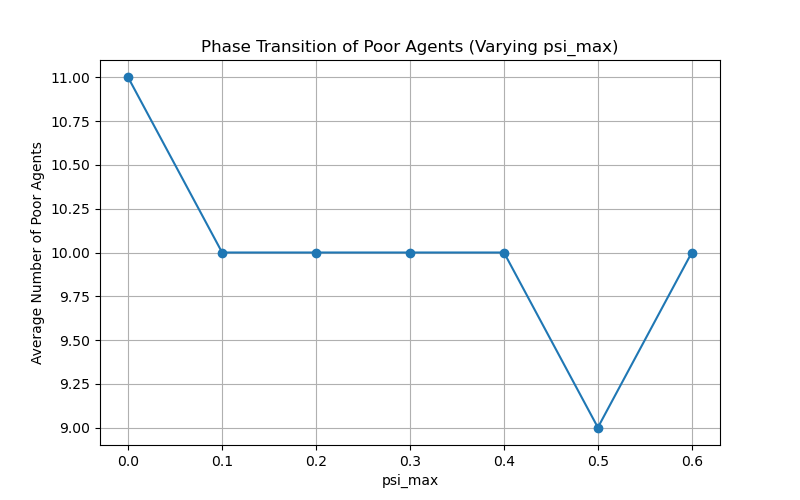 Phase Transition of Poor Agents (Varying psi_max)
Average Number of Poor Agents
11.00
10.75
10.50
10.25
10.00
9.75
9.50
9.25
9.00
0.0 0.1 0.2 0.3 0.4 0.5 0.6
psi_max